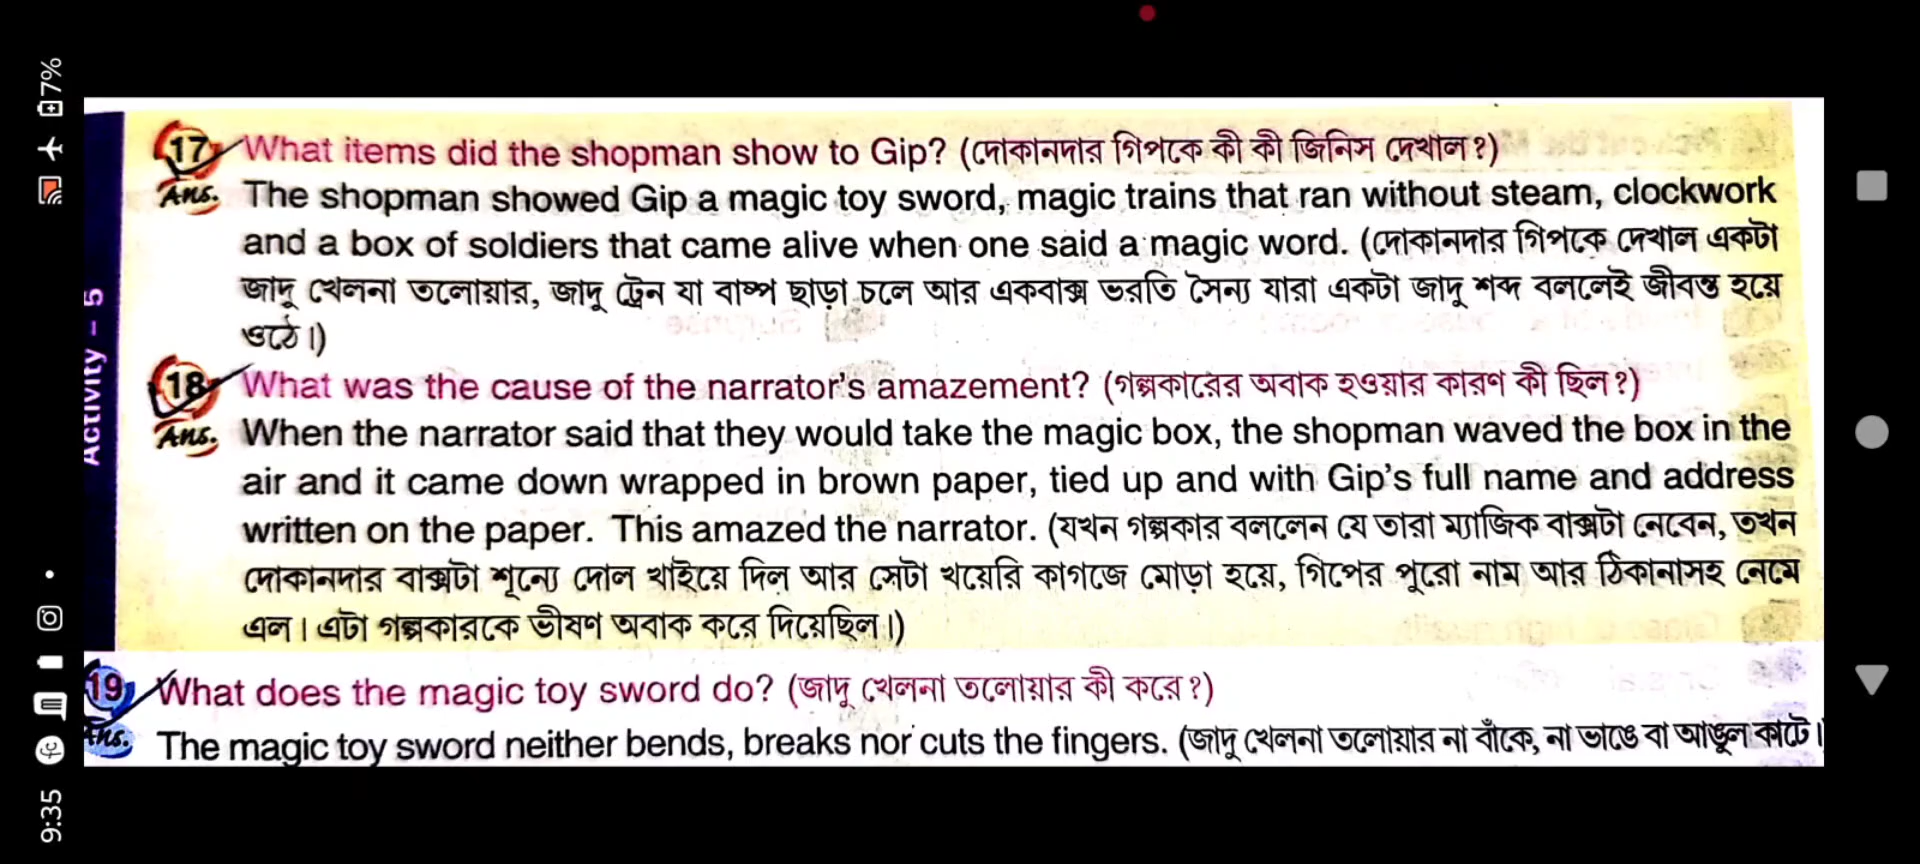 17. What items did the shopman show to Gip? (দোকানদার গিপকে কী কী জিনিস দেখাল?)
Ans. The shopman showed Gip a magic toy sword, magic trains that ran without steam, clockwork
and a box of soldiers that came alive when one said a magic word. (দোকানদার গিপকে দেখাল একটা
জাদু খেলনা তলোয়ার, জাদু ট্রেন যা বাষ্প ছাড়া চলে আর একবাক্স ভরতি সৈন্য যারা একটা জাদু শব্দ বললেই জীবন্ত হয়ে
ওঠে।)
18. What was the cause of the narrator's amazement? (গল্পকারের অবাক হওয়ার কারণ কী ছিল?)
Ans. When the narrator said that they would take the magic box, the shopman waved the box in the
air and it came down wrapped in brown paper, tied up and with Gip's full name and address
written on the paper. This amazed the narrator. (যখন গল্পকার বললেন যে তারা ম্যাজিক বাক্সটা নেবেন, তখন
দোকানদার বাক্সটা শূন্যে দোল খাইয়ে দিল আর সেটা খয়েরি কাগজে মোড়া হয়ে, গিপের পুরো নাম আর ঠিকানাসহ নেমে
এল। এটা গল্পকারকে ভীষণ অবাক করে দিয়েছিল।)
19. What does the magic toy sword do? (জাদু খেলনা তলোয়ার কী করে?)
Ans. The magic toy sword neither bends, breaks nor cuts the fingers. (জাদু খেলনা তলোয়ার না বাঁকে, না ভাঙে বা আঙুল কাটে।
Activity - 5
7%
9:35